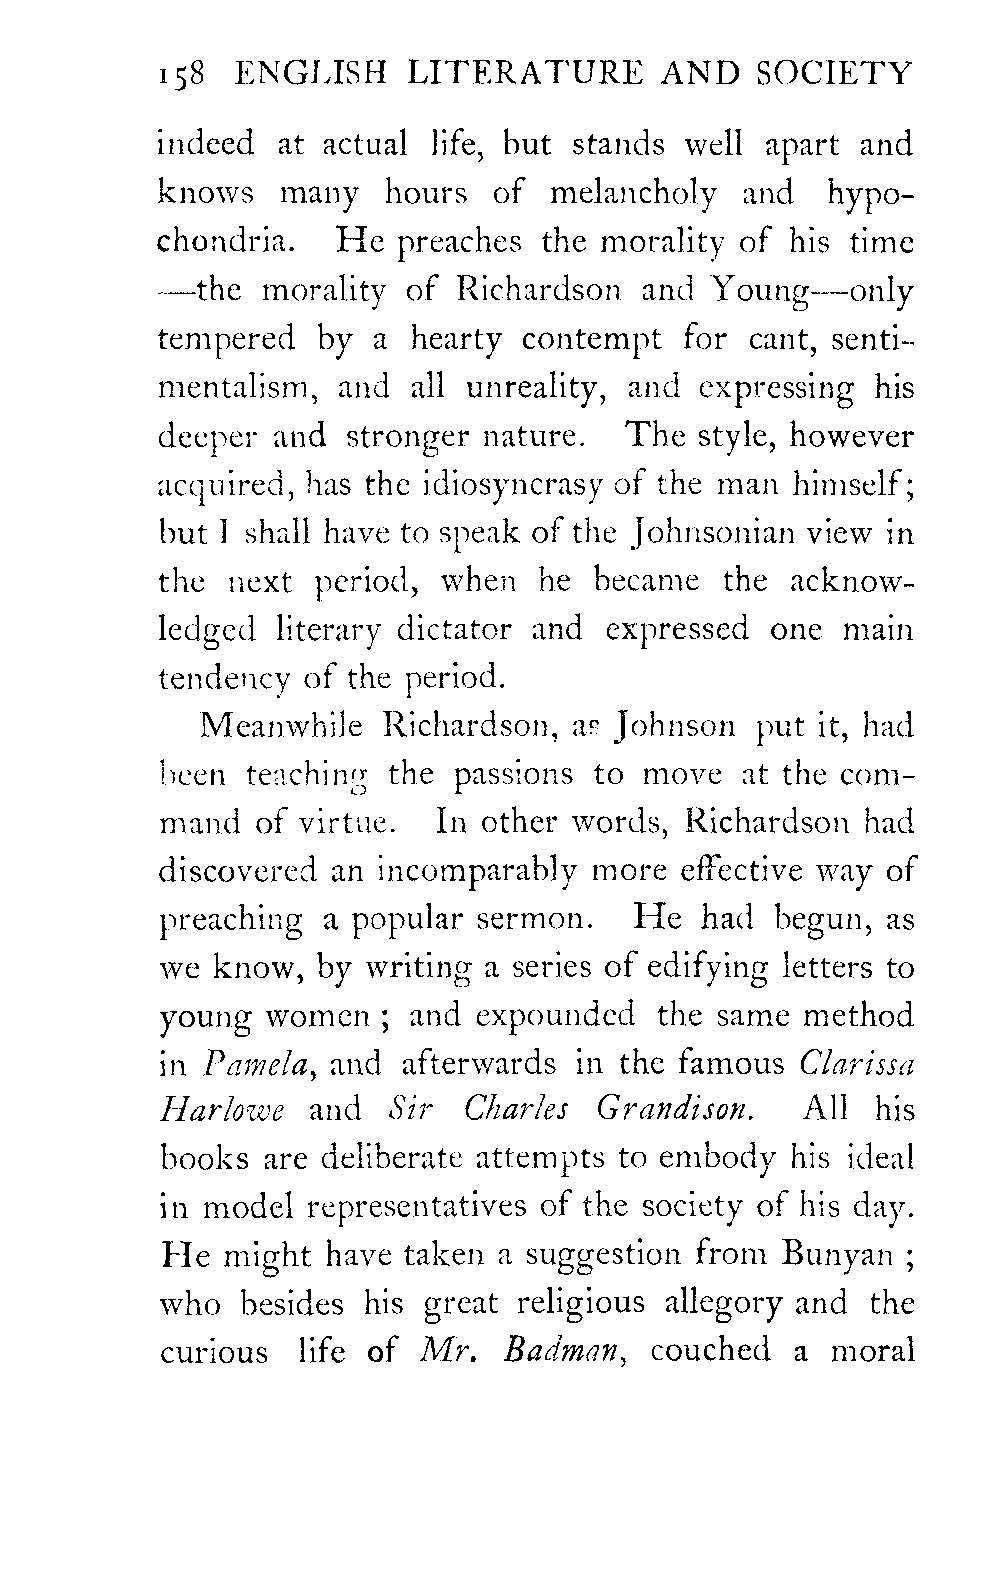 158 ENGLISH LITERATURE AND SOCIETY
indeed at actual life, but stands well apart and
knows many hours of melancholy and hypo-
chondria. He preaches the morality of his time
—the morality of Richardson and Young—only
tempered by a hearty contempt for cant, senti-
mentalism, and all unreality, and expressing his
deeper and stronger nature. The style, however
acquired, has the idiosyncrasy of the man himself;
but I shall have to speak of the Johnsonian view in
the next period, when he became the acknow-
ledged literary dictator and expressed one main
tendency of the period.
Meanwhile Richardson, as Johnson put it, had
been teaching the passions to move at the com-
mand of virtue. In other words, Richardson had
discovered an incomparably more effective way of
preaching a popular sermon. He had begun, as
we know, by writing a series of edifying letters to
young women ; and expounded the same method
in Pamela, and afterwards in the famous Clarissa
Harlowe and Sir Charles Grandison. All his
books are deliberate attempts to embody his ideal
in model representatives of the society of his day.
He might have taken a suggestion from Bunyan ;
who besides his great religious allegory and the
curious life of Mr. Badman, couched a moral